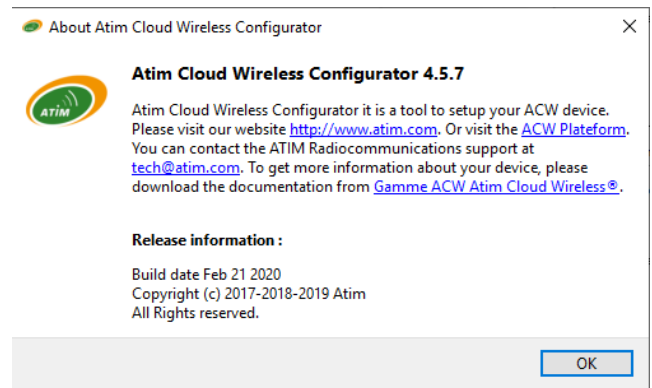 About Atim Cloud Wireless Configurator
Atim Cloud Wireless Configurator 4.5.7
ATIM
Atim Cloud Wireless Configurator it is a tool to setup your ACW device.
Please visit our website http://www.atim.com. Or visit the ACW Plateform.
You can contact the ATIM Radiocommunications support at
tech@atim.com. To get more information about your device, please
download the documentation from Gamme ACW Atim Cloud Wireless®.
Release information :
Build date Feb 21 2020
Copyright (c) 2017-2018-2019 Atim
All Rights reserved.
OK